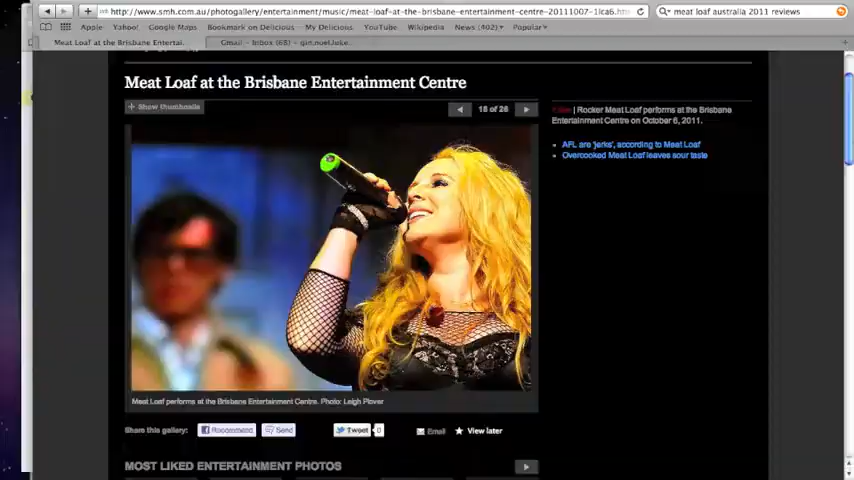 http://www.smh.com.au/photogallery/entertainment/music/meat-loaf-at-the-brisbane-entertainment-centre-20111007-1lca6.html
meat loaf australia 2011 reviews
Apple Yahoo! Google Maps Bookmark on Delicious My Delicious YouTube Wikipedia News (402) Popular
Meat Loaf at the Brisbane Entertai... Gmail – Inbox (68) –
Meat Loaf at the Brisbane Entertainment Centre
+ Show thumbnails
18 of 26
| Rocker Meat Loaf performs at the Brisbane
Entertainment Centre on October 6, 2011.
AFL are 'jerks', according to Meat Loaf
Overcooked Meat Loaf leaves sour taste
Meat Loaf performs at the Brisbane Entertainment Centre. Photo: Leigh Plover
Share this gallery: Recommend Send Tweet 0 Email View later
MOST LIKED ENTERTAINMENT PHOTOS